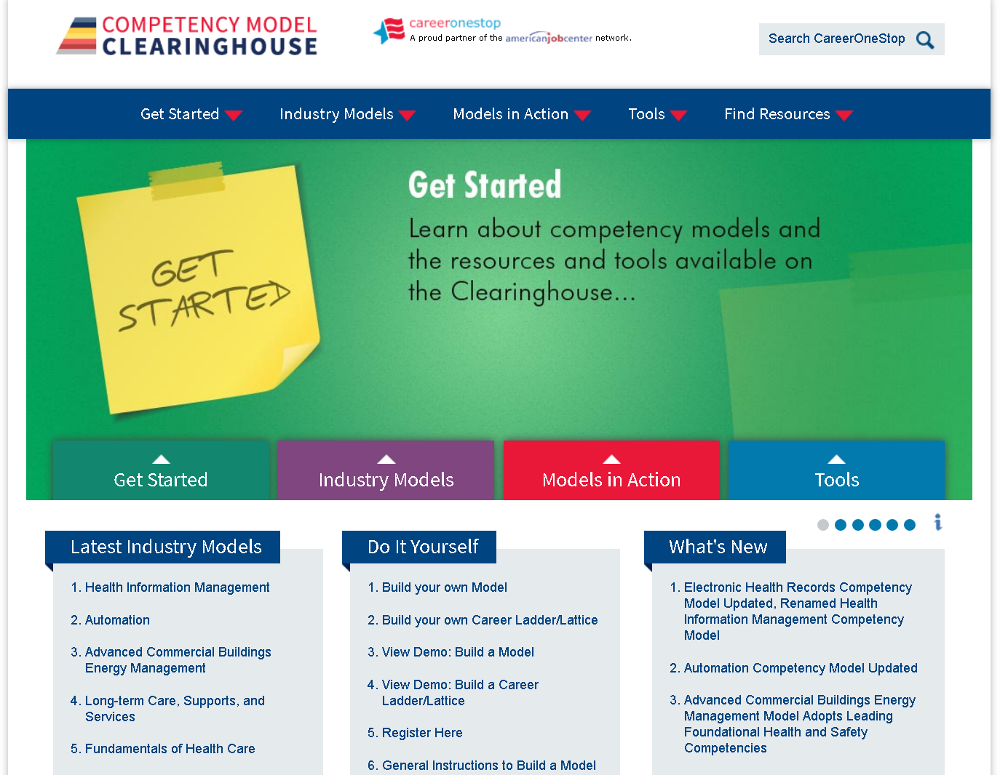 COMPETENCY MODEL
CLEARINGHOUSE
careeronestop
A proud partner of the americanjobcenter network.
Search CareerOneStop
Get Started
Industry Models
Models in Action
Tools
Find Resources
GET
STARTED
Get Started
Learn about competency models and
the resources and tools available on
the Clearinghouse...
Get Started
Industry Models
Models in Action
Tools
i
Latest Industry Models
1. Health Information Management
2. Automation
3. Advanced Commercial Buildings
Energy Management
4. Long-term Care, Supports, and
Services
5. Fundamentals of Health Care
Do It Yourself
1. Build your own Model
2. Build your own Career Ladder/Lattice
3. View Demo: Build a Model
4. View Demo: Build a Career
Ladder/Lattice
5. Register Here
6. General Instructions to Build a Model
What's New
1. Electronic Health Records Competency
Model Updated, Renamed Health
Information Management Competency
Model
2. Automation Competency Model Updated
3. Advanced Commercial Buildings Energy
Management Model Adopts Leading
Foundational Health and Safety
Competencies